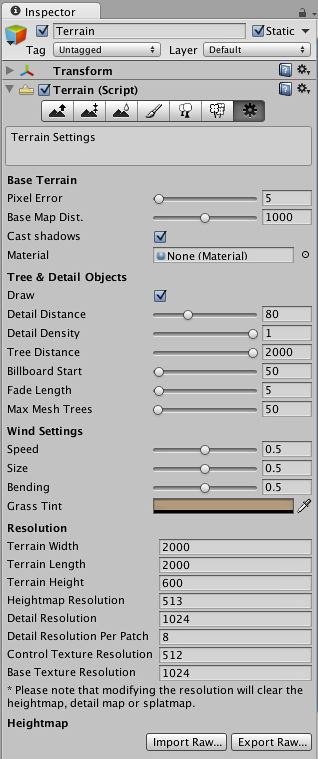 Inspector
Terrain Static
Tag Untagged Layer Default
Transform
Terrain (Script)
Terrain Settings
Base Terrain
Pixel Error 5
Base Map Dist. 1000
Cast shadows
Material None (Material)
Tree & Detail Objects
Draw
Detail Distance 80
Detail Density 1
Tree Distance 2000
Billboard Start 50
Fade Length 5
Max Mesh Trees 50
Wind Settings
Speed 0.5
Size 0.5
Bending 0.5
Grass Tint
Resolution
Terrain Width 2000
Terrain Length 2000
Terrain Height 600
Heightmap Resolution 513
Detail Resolution 1024
Detail Resolution Per Patch 8
Control Texture Resolution 512
Base Texture Resolution 1024
* Please note that modifying the resolution will clear the
heightmap, detail map or splatmap.
Heightmap
Import Raw... Export Raw...